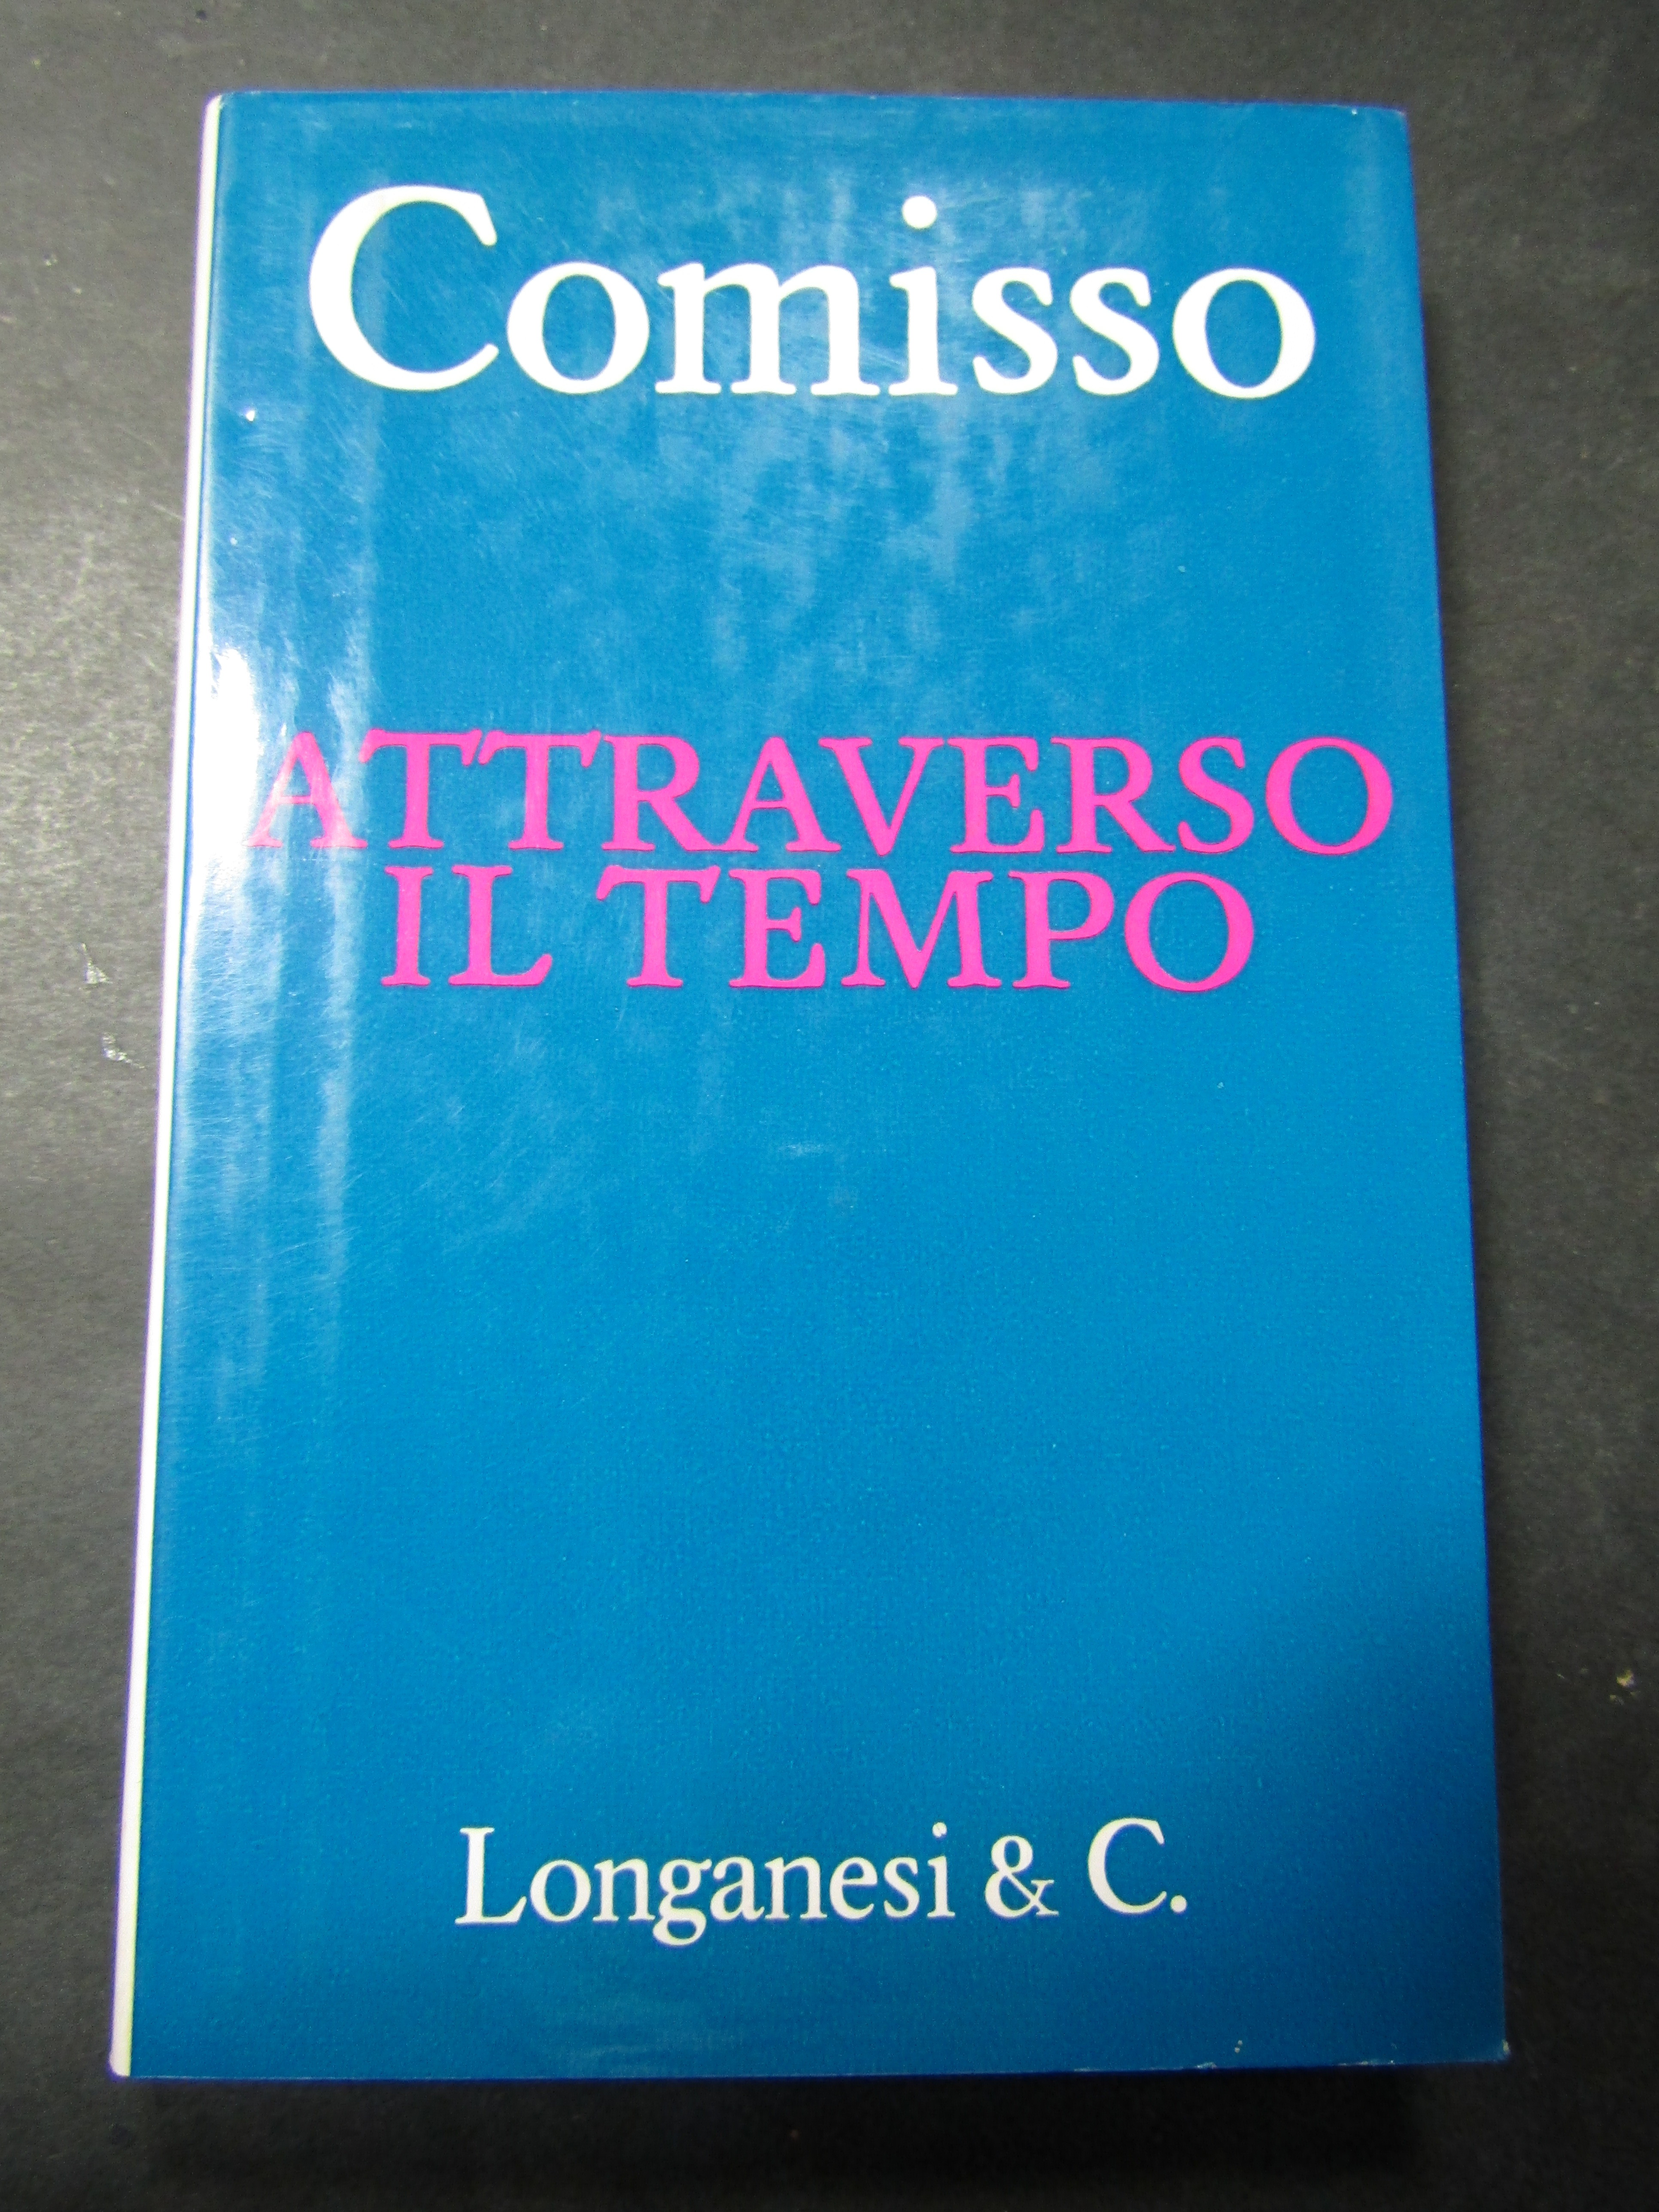 Comisso
ATTRAVERSO
IL TEMPO
Longanesi & C.